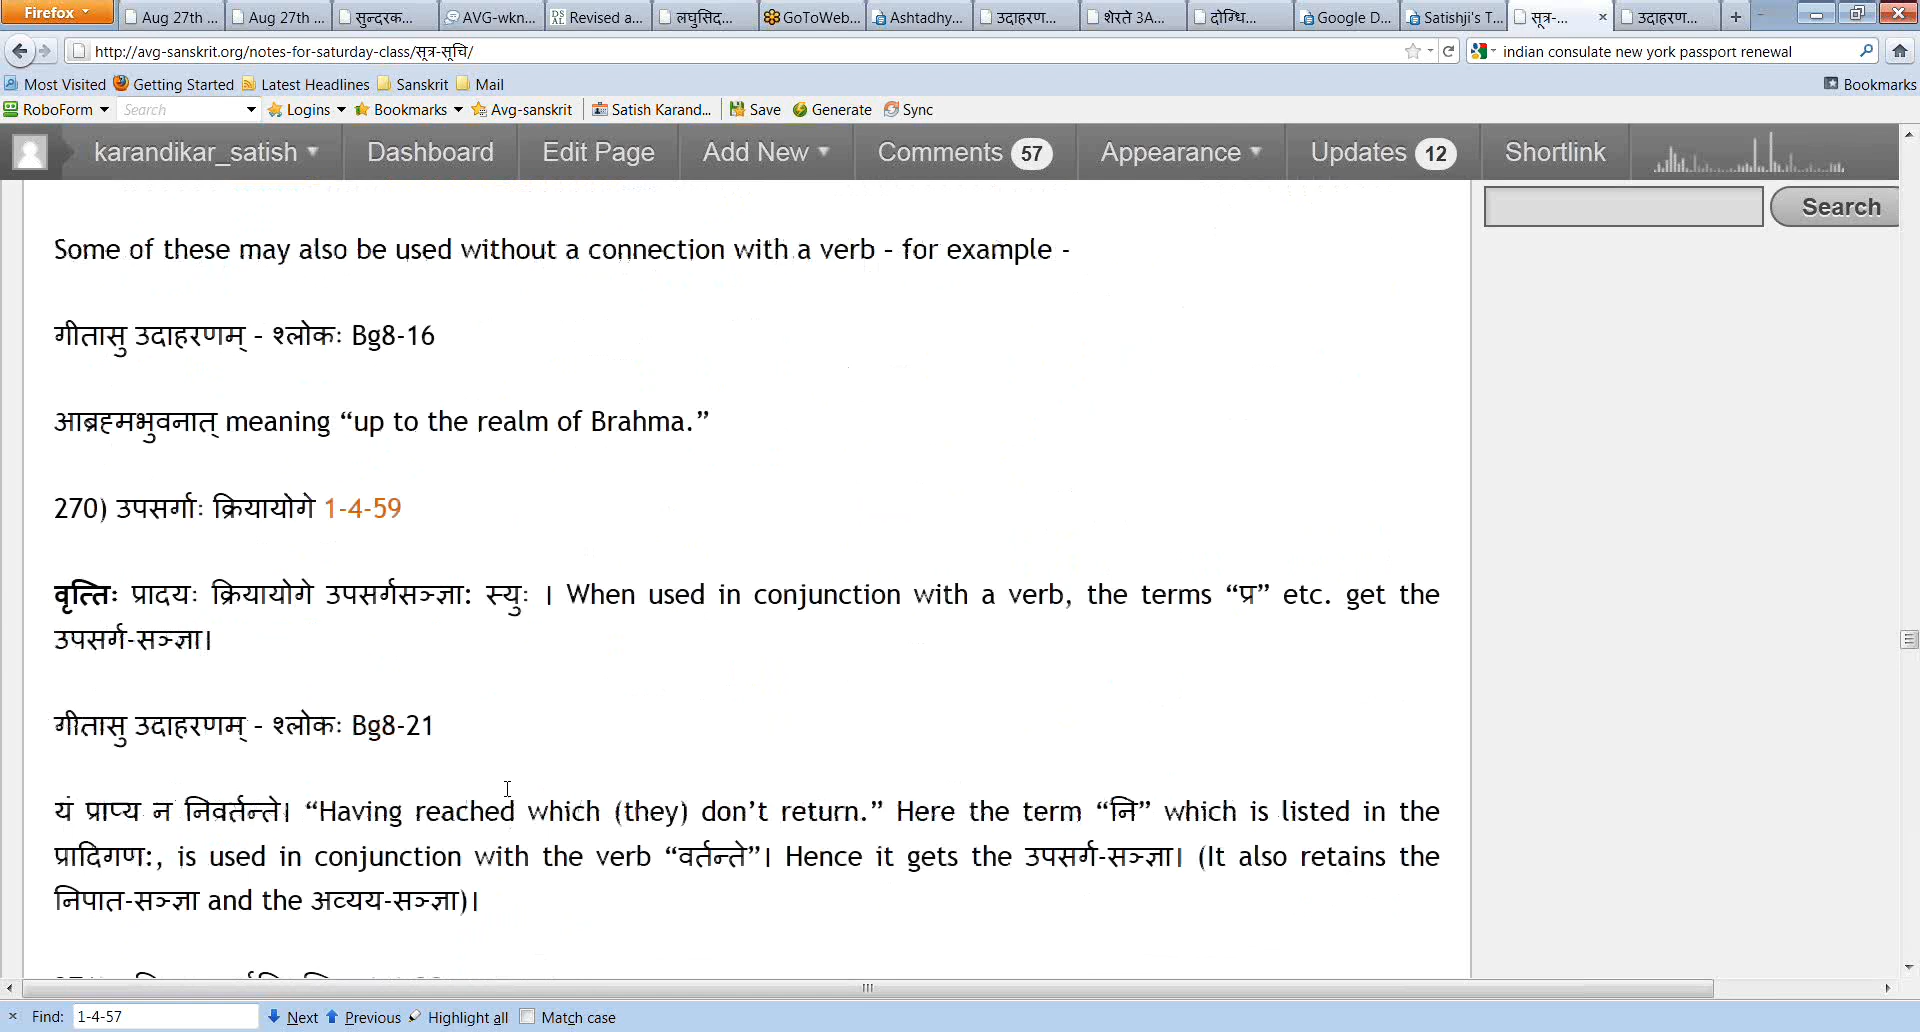 Firefox
Aug 27th ...
Aug 27th ...
सुन्दरक...
AVG-wkn...
Revised a...
लघुसिद्...
GoToWeb...
Ashtadhy...
उदाहरण...
शेरते 3A...
दोग्धि...
Google D...
Satishji's T...
सूत्र-...
उदाहरण...
http://avg-sanskrit.org/notes-for-saturday-class/सूत्र-सूचि/
indian consulate new york passport renewal
Most Visited Getting Started Latest Headlines Sanskrit Mail Bookmarks
RoboForm Search Logins Bookmarks Avg-sanskrit Satish Karand... Save Generate Sync
karandikar_satish Dashboard Edit Page Add New Comments 57 Appearance Updates 12 Shortlink
Search
Some of these may also be used without a connection with a verb - for example -
गीतासु उदाहरणम् - श्लोकः Bg8-16
आब्रह्मभुवनात् meaning “up to the realm of Brahma.”
270) उपसर्गाः क्रियायोगे 1-4-59
वृत्तिः प्रादयः क्रियायोगे उपसर्गसञ्ज्ञा: स्युः । When used in conjunction with a verb, the terms “प्र” etc. get the
उपसर्ग-सञ्ज्ञा।
गीतासु उदाहरणम् - श्लोकः Bg8-21
यं प्राप्य न निवर्तन्ते। “Having reached which (they) don’t return.” Here the term “नि” which is listed in the
प्रादिगण:, is used in conjunction with the verb “वर्तन्ते”। Hence it gets the उपसर्ग-सञ्ज्ञा। (It also retains the
निपात-सञ्ज्ञा and the अव्यय-सञ्ज्ञा)।
Find: 1-4-57 Next Previous Highlight all Match case